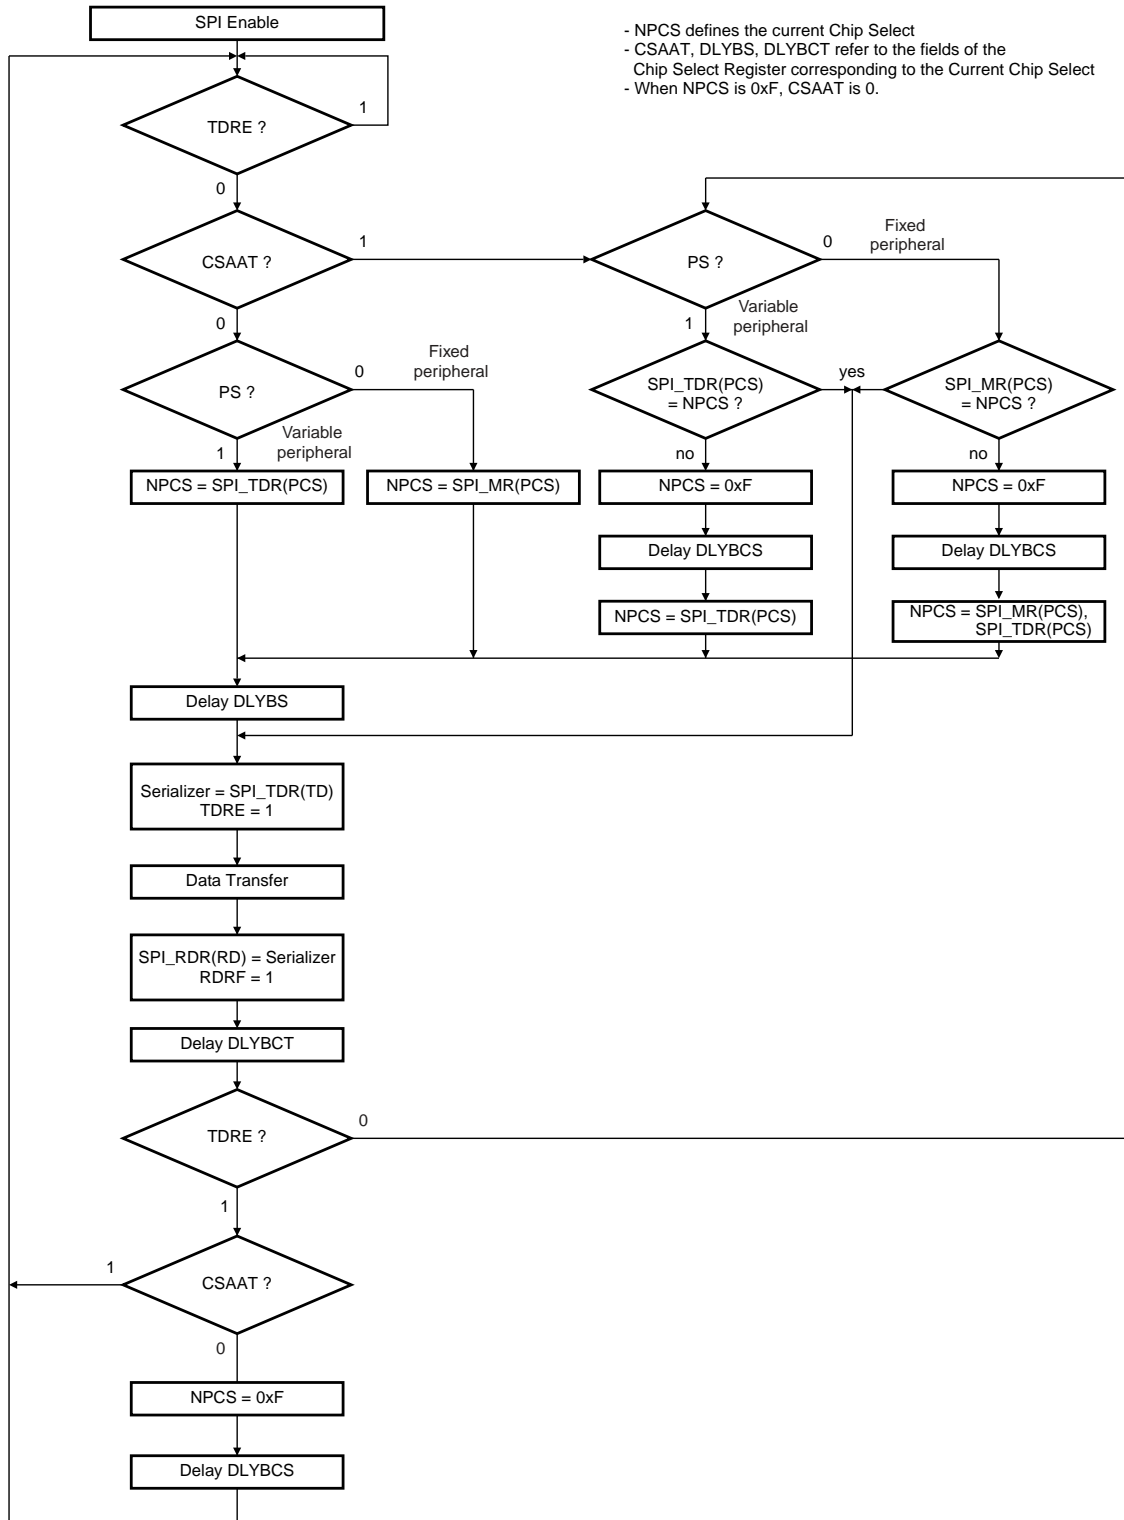 SPI Enable
- NPCS defines the current Chip Select
- CSAAT, DLYBS, DLYBCT refer to the fields of the
Chip Select Register corresponding to the Current Chip Select
- When NPCS is 0xF, CSAAT is 0.
TDRE ?
1
0
CSAAT ?
1
PS ?
0
Fixed
peripheral
0
1
Variable
peripheral
PS ?
0
Fixed
peripheral
SPI_TDR(PCS)
= NPCS ?
yes
SPI_MR(PCS)
= NPCS ?
1
Variable
peripheral
no
no
NPCS = SPI_TDR(PCS)
NPCS = SPI_MR(PCS)
NPCS = 0xF
NPCS = 0xF
Delay DLYBCS
Delay DLYBCS
NPCS = SPI_TDR(PCS)
NPCS = SPI_MR(PCS),
SPI_TDR(PCS)
Delay DLYBS
Serializer = SPI_TDR(TD)
TDRE = 1
Data Transfer
SPI_RDR(RD) = Serializer
RDRF = 1
Delay DLYBCT
TDRE ?
0
1
CSAAT ?
1
0
NPCS = 0xF
Delay DLYBCS